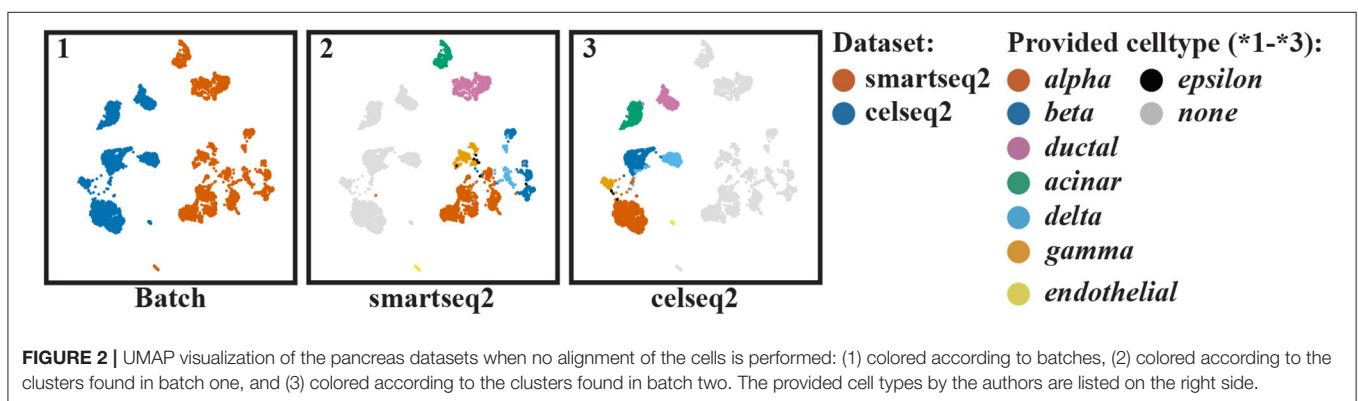 1
2
3
Batch
smartseq2
celseq2
Dataset:
smartseq2
celseq2
Provided celltype (*1-*3):
alpha
beta
ductal
acinar
delta
gamma
endothelial
epsilon
none
FIGURE 2 | UMAP visualization of the pancreas datasets when no alignment of the cells is performed: (1) colored according to batches, (2) colored according to the
clusters found in batch one, and (3) colored according to the clusters found in batch two. The provided cell types by the authors are listed on the right side.